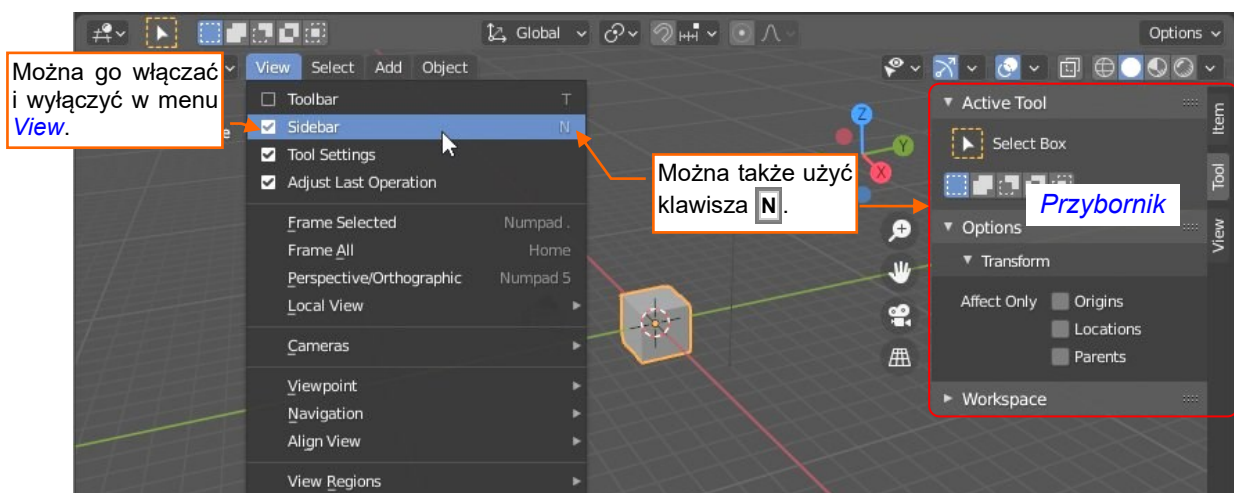 Global
Options
Można go włączać
i wyłączyć w menu
View.
View Select Add Object
Toolbar T
Sidebar N
Tool Settings
Adjust Last Operation
Frame Selected Numpad .
Frame All Home
Perspective/Orthographic Numpad 5
Local View
Cameras
Viewpoint
Navigation
Align View
View Regions
Można także użyć
klawisza N.
Z
Y
X
Active Tool
Select Box
Przybornik
Options
Transform
Affect Only Origins
Locations
Parents
Workspace
Item
Tool
View